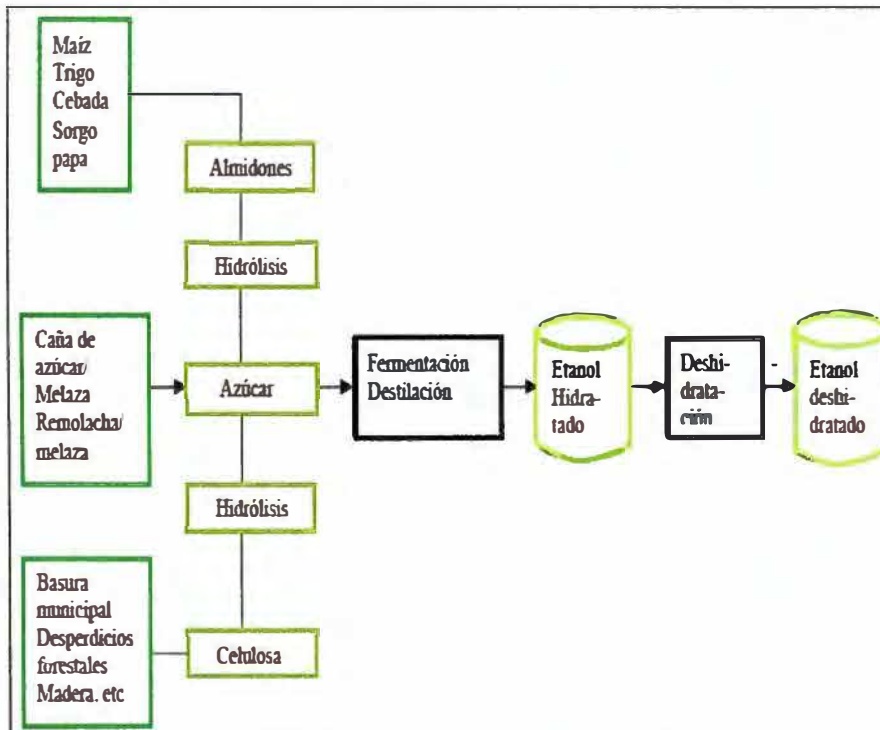 Maíz
Trigo
Cebada
Sorgo
papa
Almidones
Hidrólisis
Caña de
azúcar/
Melaza
Remolacha/
melaza
Azúcar
Fermentación
Destilación
Etanol
Hidra-
tado
Deshi-
drata-
ción
Etanol
deshi-
dratado
Hidrólisis
Basura
municipal
Desperdicios
forestales
Madera. etc
Celulosa